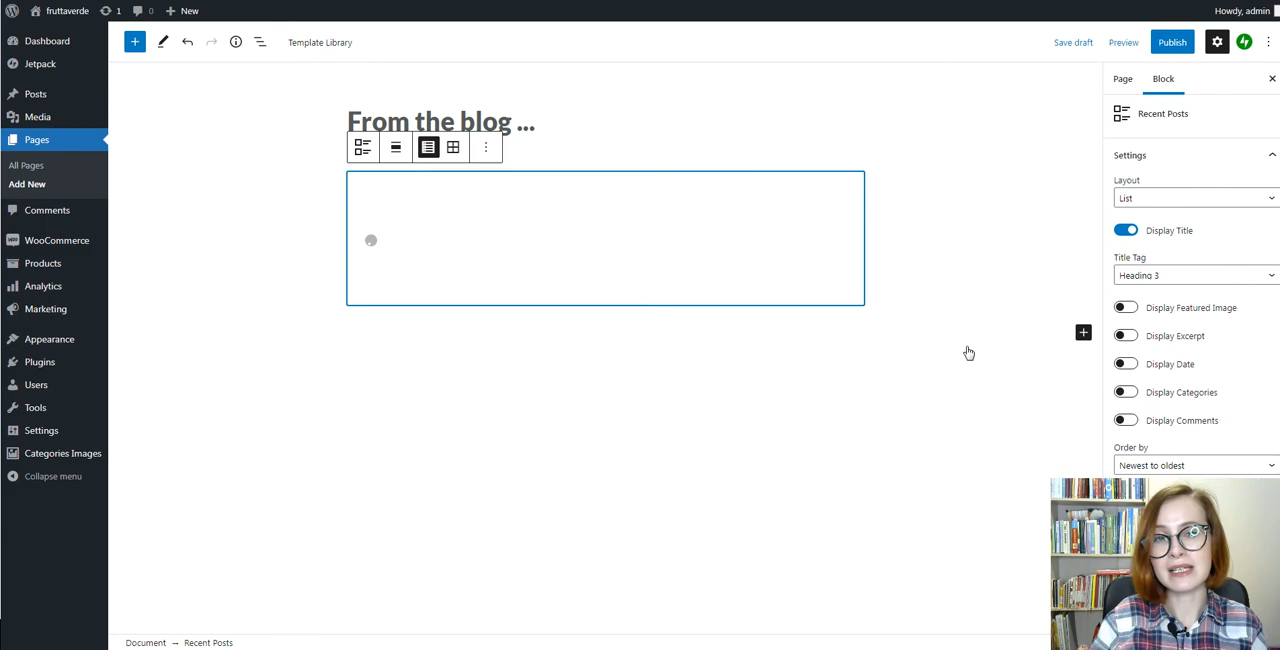 fruttaverde 1 0 New Howdy, admin
Dashboard
Jetpack
Posts
Media
Pages
All Pages
Add New
Comments
WooCommerce
Products
Analytics
Marketing
Appearance
Plugins
Users
Tools
Settings
Categories Images
Collapse menu
Template Library
Save draft Preview Publish
From the blog ...
Page Block
Recent Posts
Settings
Layout
List
Display Title
Title Tag
Heading 3
Display Featured Image
Display Excerpt
Display Date
Display Categories
Display Comments
Order by
Newest to oldest
Document → Recent Posts